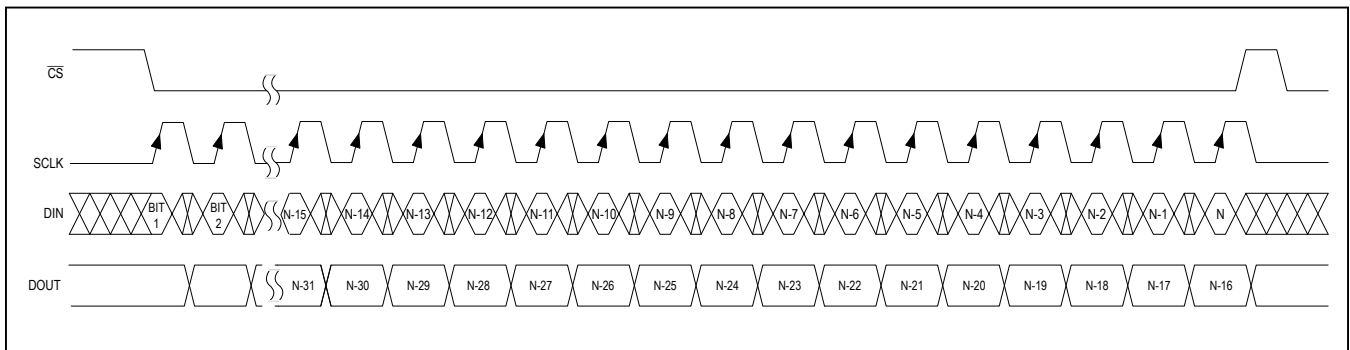 CS
SCLK
DIN BIT 1 BIT 2 N-15 N-14 N-13 N-12 N-11 N-10 N-9 N-8 N-7 N-6 N-5 N-4 N-3 N-2 N-1 N
DOUT N-31 N-30 N-29 N-28 N-27 N-26 N-25 N-24 N-23 N-22 N-21 N-20 N-19 N-18 N-17 N-16